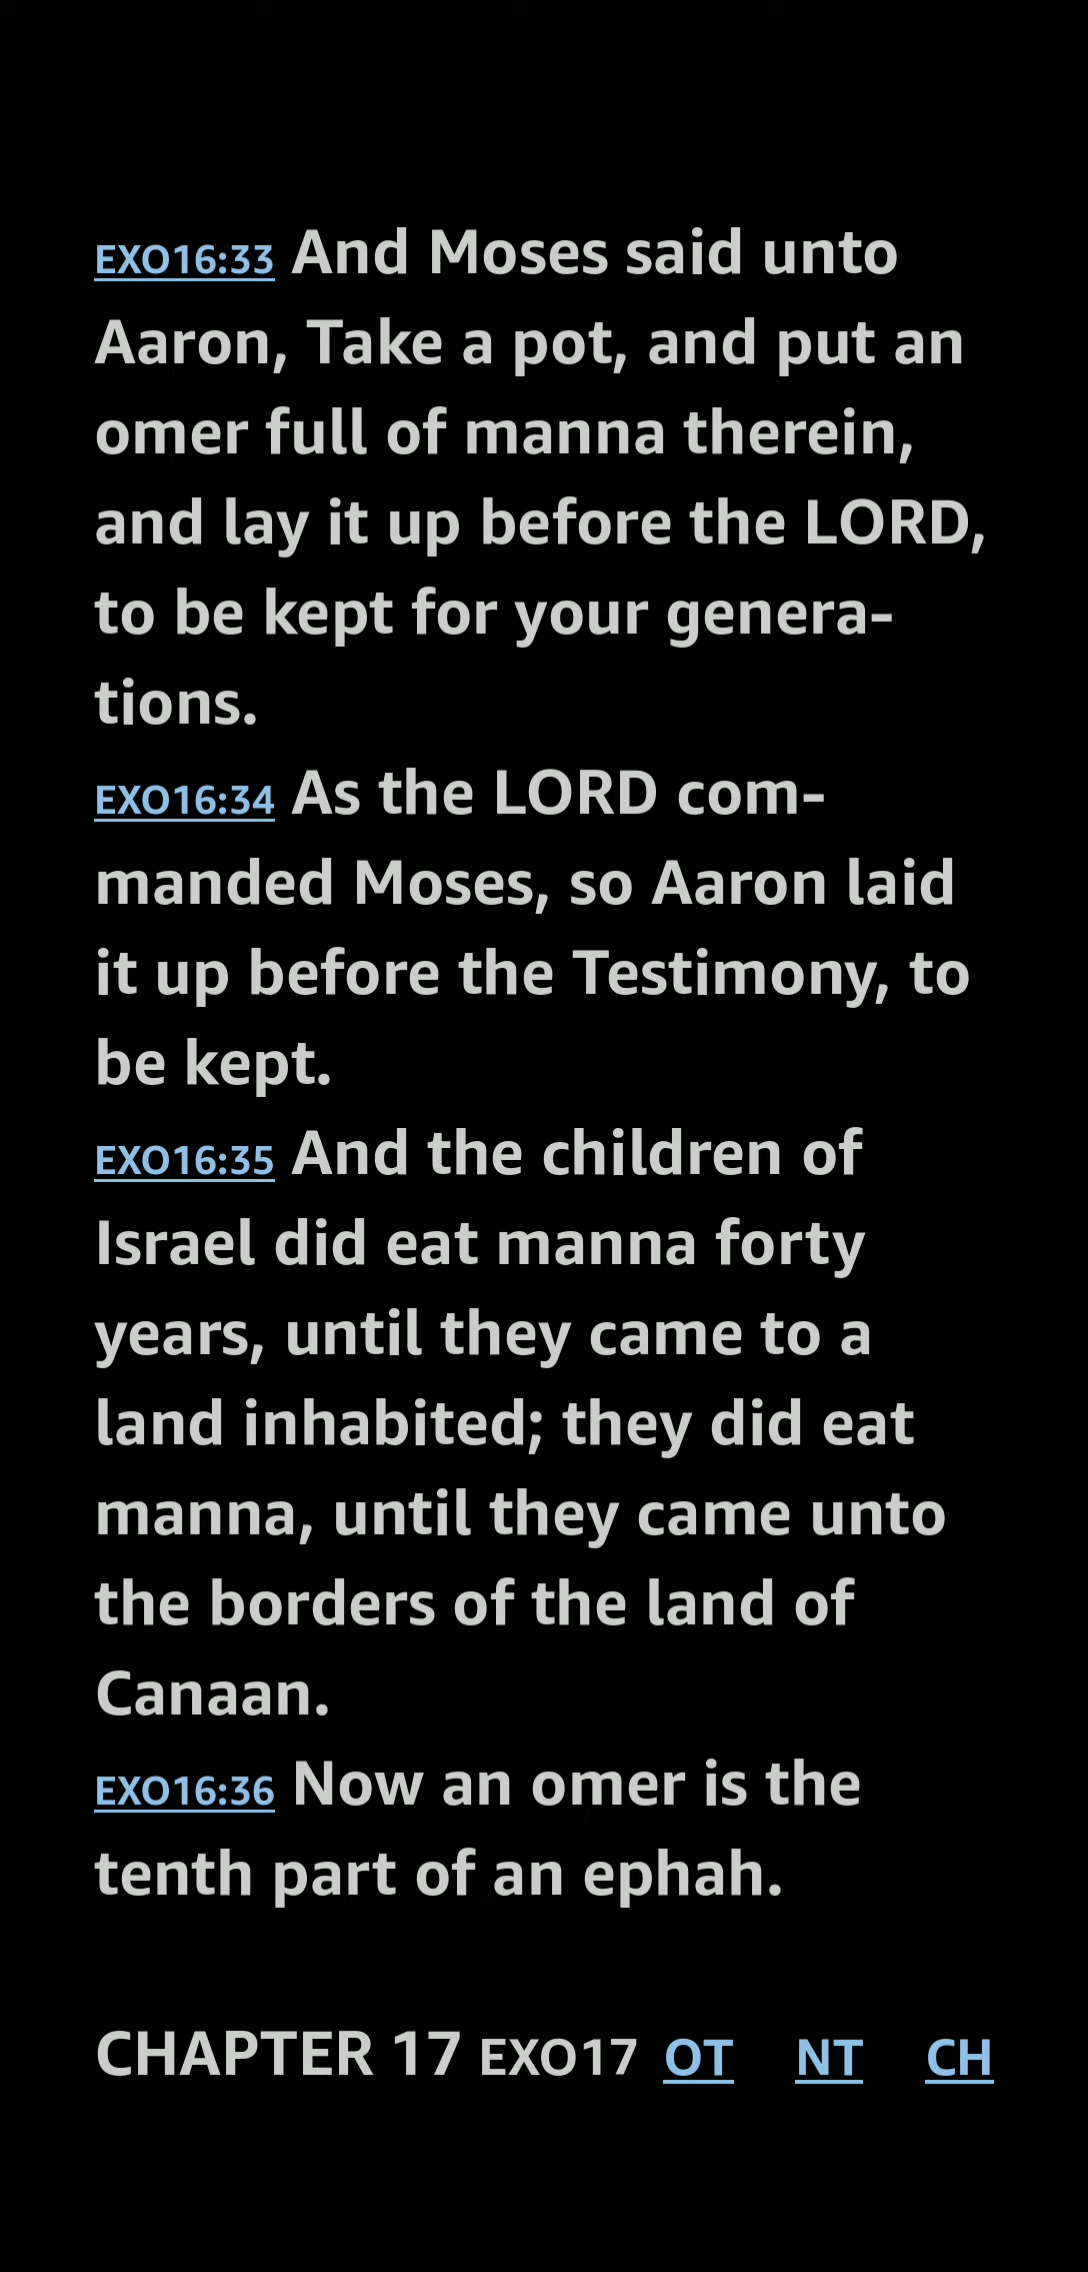 EXO16:33 And Moses said unto
Aaron, Take a pot, and put an
omer full of manna therein,
and lay it up before the LORD,
to be kept for your genera-
tions.
EXO16:34 As the LORD com-
manded Moses, so Aaron laid
it up before the Testimony, to
be kept.
EXO16:35 And the children of
Israel did eat manna forty
years, until they came to a
land inhabited; they did eat
manna, until they came unto
the borders of the land of
Canaan.
EXO16:36 Now an omer is the
tenth part of an ephah.
CHAPTER 17 EXO17 OT NT CH